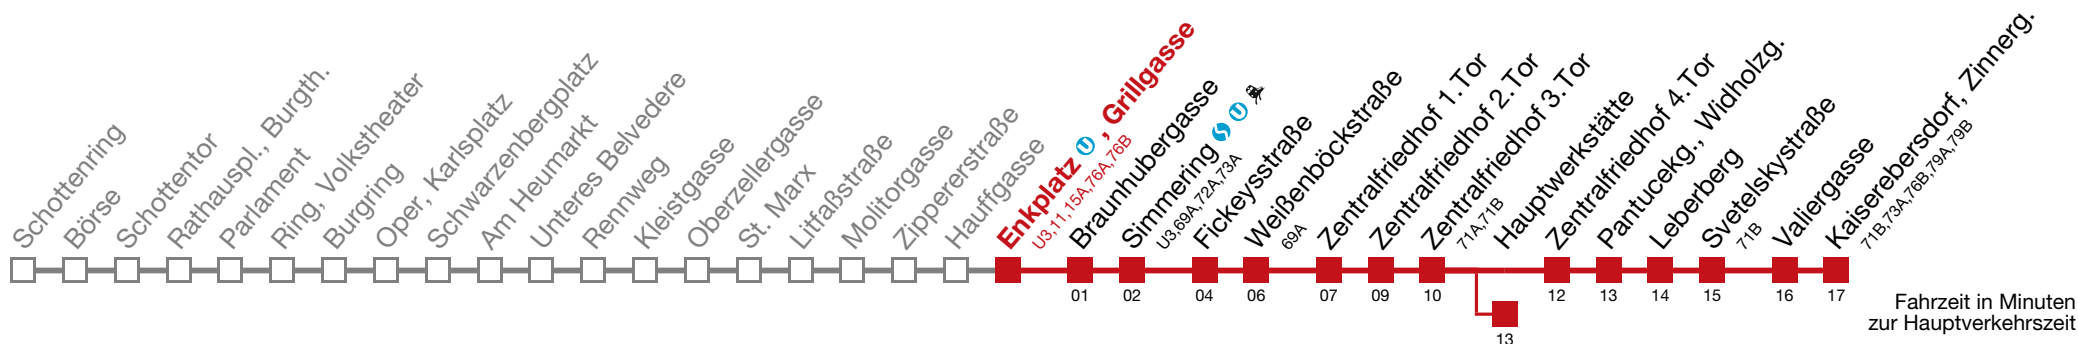 Schottenring
Börse
Schottentor
Rathauspl., Burgth.
Parlament
Ring, Volkstheater
Burgring
Oper, Karlsplatz
Schwarzenbergplatz
Am Heumarkt
Unteres Belvedere
Rennweg
Kleistgasse
Oberzellergasse
St. Marx
Litfaßstraße
Molitorgasse
Zippererstraße
Hauffgasse
Enkplatz U, Grillgasse
U3,11,15A,76A,76B
Braunhubergasse
Simmering S U
U3,69A,72A,73A
Fickeysstraße
Weißenböckstraße
69A
Zentralfriedhof 1.Tor
Zentralfriedhof 2.Tor
Zentralfriedhof 3.Tor
71A,71B
Hauptwerkstätte
Zentralfriedhof 4.Tor
Pantucekg., Widholzg.
Leberberg
Svetelskystraße
71B
Valiergasse
Kaiserebersdorf, Zinnerg.
71B,73A,76B,79A,79B
01
02
04
06
07
09
10
12
13
14
15
16
17
13
Fahrzeit in Minuten
zur Hauptverkehrszeit